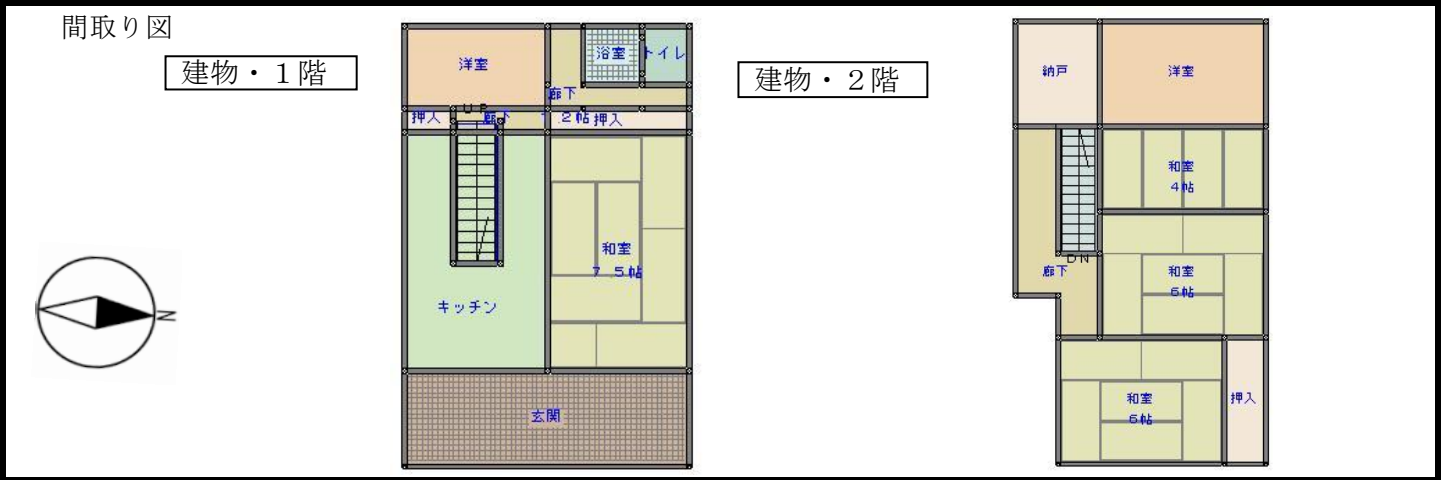 間取り図
建物・１階
洋室
浴室
トイレ
廊下
押入
ＵＰ
廊下
１．２帖
押入
和室
７．５帖
キッチン
玄関
N
建物・２階
納戸
洋室
和室
４帖
和室
６帖
廊下
ＤＮ
和室
６帖
押入